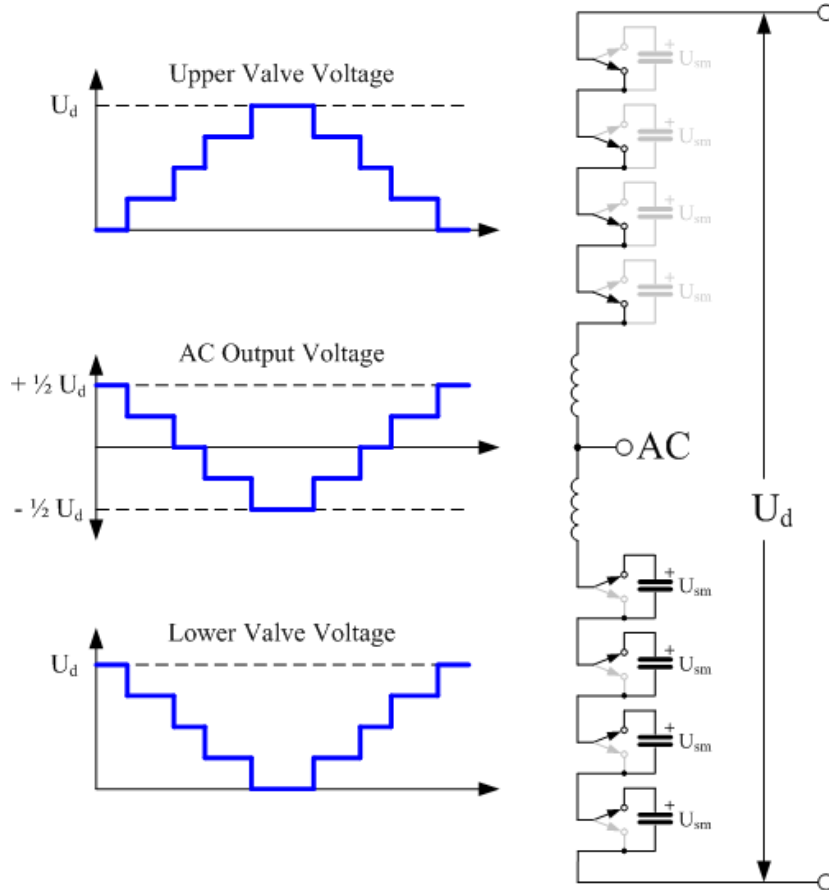 Upper Valve Voltage
U_d
AC Output Voltage
+ ½ U_d
- ½ U_d
Lower Valve Voltage
U_d
+ U_sm
+ U_sm
+ U_sm
+ U_sm
AC
U_d
+ U_sm
+ U_sm
+ U_sm
+ U_sm